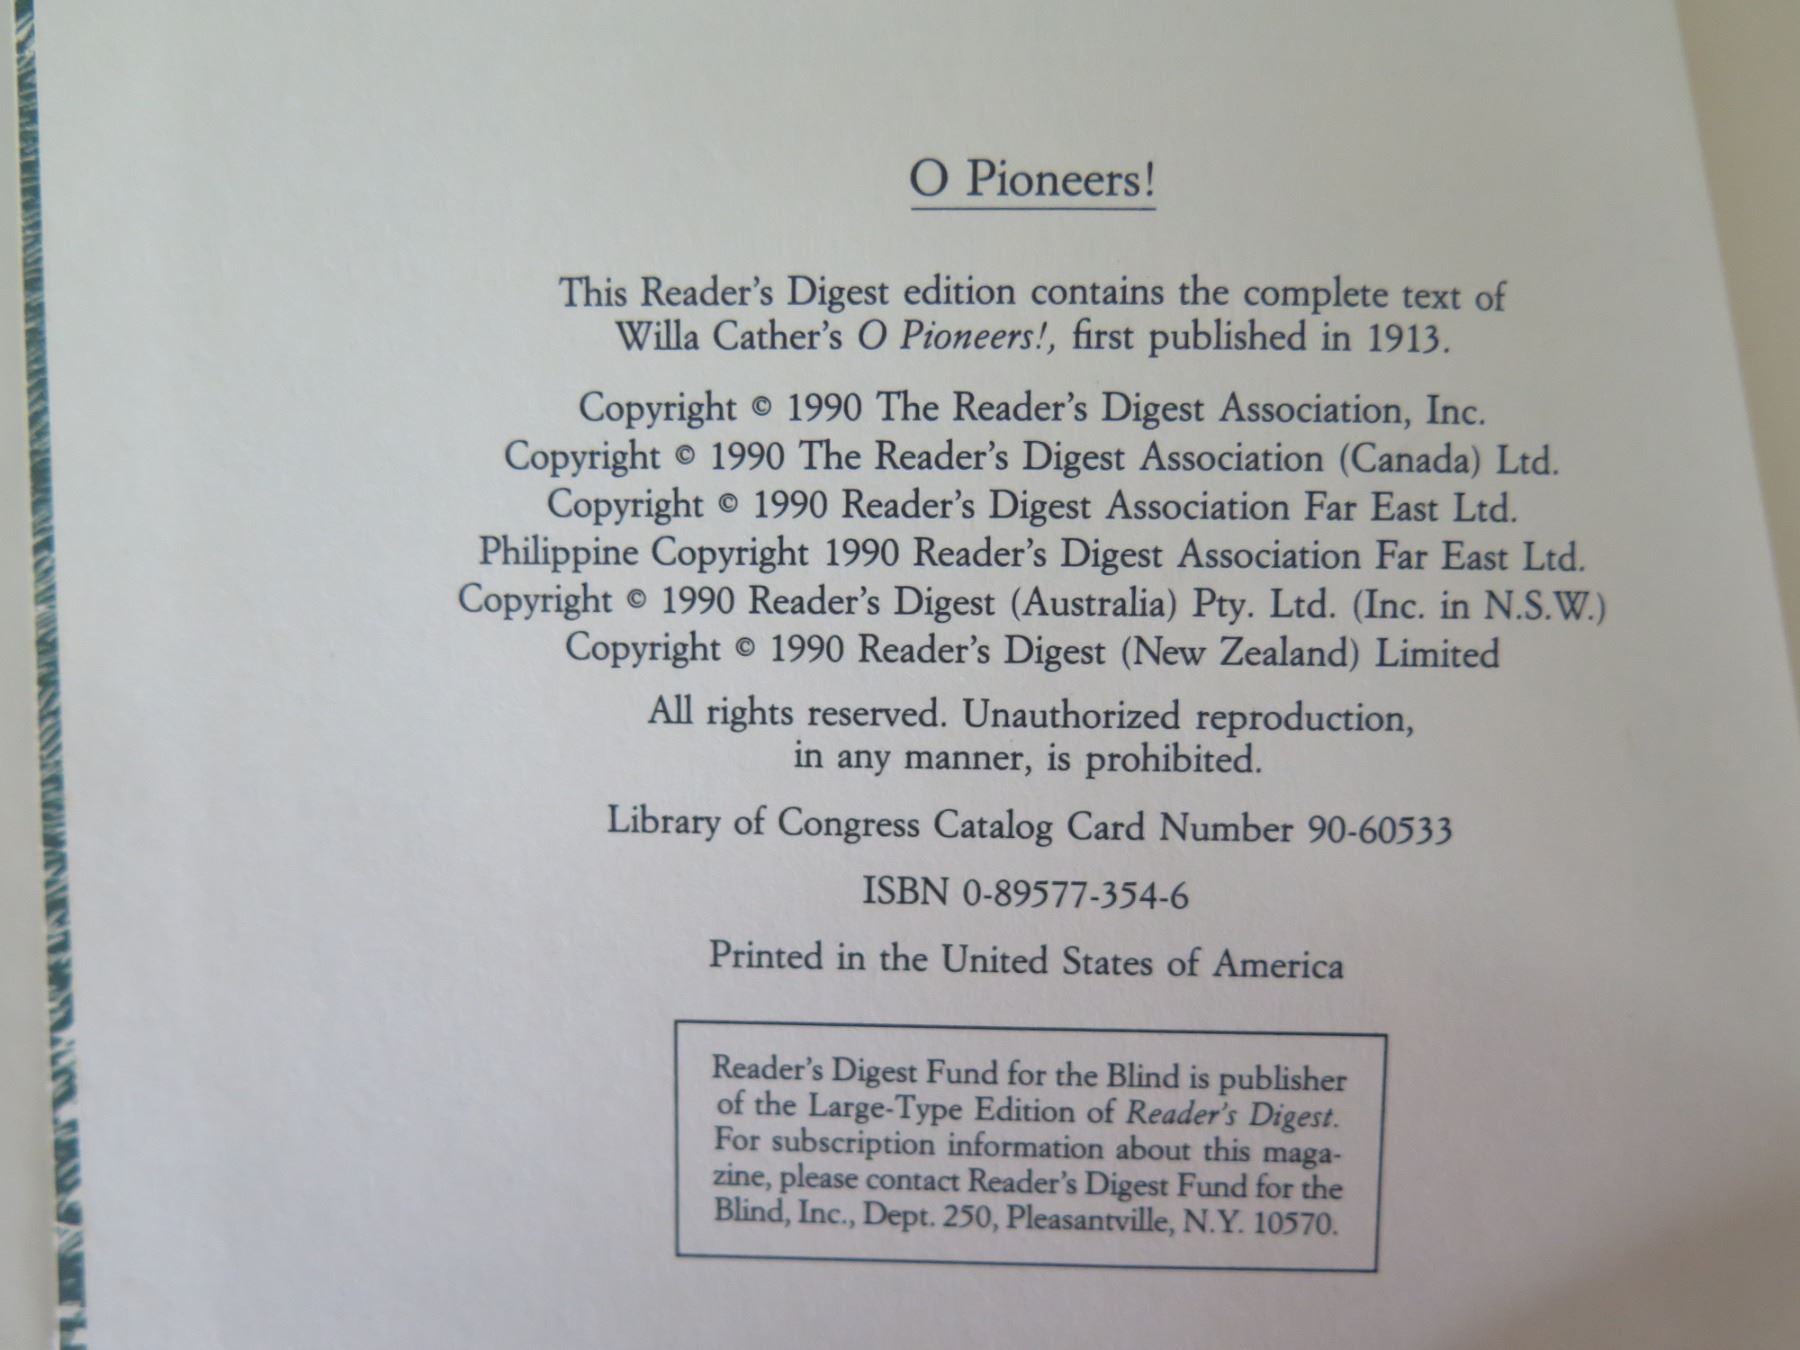 O Pioneers!
This Reader's Digest edition contains the complete text of
Willa Cather's O Pioneers!, first published in 1913.
Copyright © 1990 The Reader's Digest Association, Inc.
Copyright © 1990 The Reader's Digest Association (Canada) Ltd.
Copyright © 1990 Reader's Digest Association Far East Ltd.
Philippine Copyright 1990 Reader's Digest Association Far East Ltd.
Copyright © 1990 Reader's Digest (Australia) Pty. Ltd. (Inc. in N.S.W.)
Copyright © 1990 Reader's Digest (New Zealand) Limited
All rights reserved. Unauthorized reproduction,
in any manner, is prohibited.
Library of Congress Catalog Card Number 90-60533
ISBN 0-89577-354-6
Printed in the United States of America
Reader's Digest Fund for the Blind is publisher
of the Large-Type Edition of Reader's Digest.
For subscription information about this maga-
zine, please contact Reader's Digest Fund for the
Blind, Inc., Dept. 250, Pleasantville, N.Y. 10570.